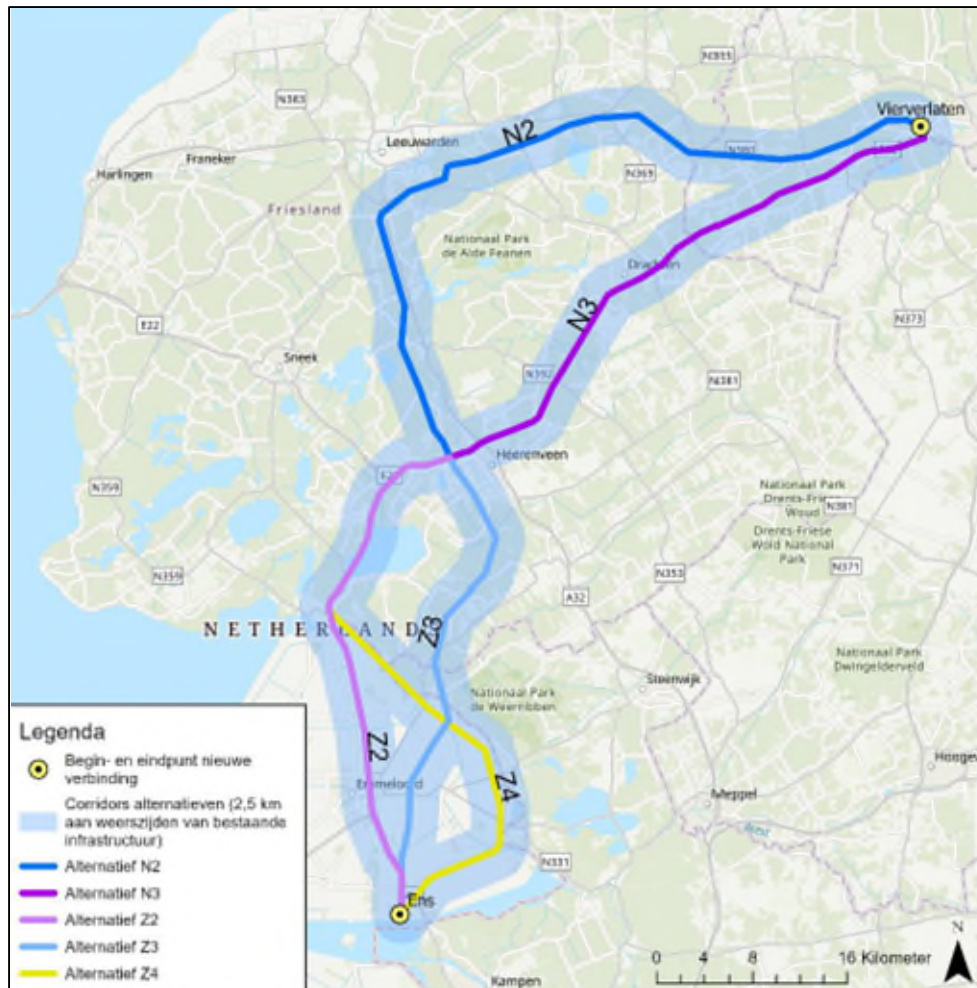 N355
Vierverlaten
N383
Leeuwarden
N2
Franeker
Harlingen
N369
Friesland
Nationaal Park
de Alde Feanen
Drachten
N3
E22
N373
Sneek
N392
N381
Heerenveen
N359
Nationaal Park
Drents-Friese
Woud
N381
Drents-Friese
Wold National
Park
N359
N353
N371
A32
NETHERLAND
Z3
Nationaal Park
Dwingelderveld
Steenwijk
Nationaal Park
de Weerribben
Z2
Emmeloord
Z4
Hoogev
Meppel
N331
Ens
Kampen
N
0 4 8 16 Kilometer
Legenda
Begin- en eindpunt nieuwe
verbinding
Corridors alternatieven (2,5 km
aan weerszijden van bestaande
infrastructuur)
Alternatief N2
Alternatief N3
Alternatief Z2
Alternatief Z3
Alternatief Z4